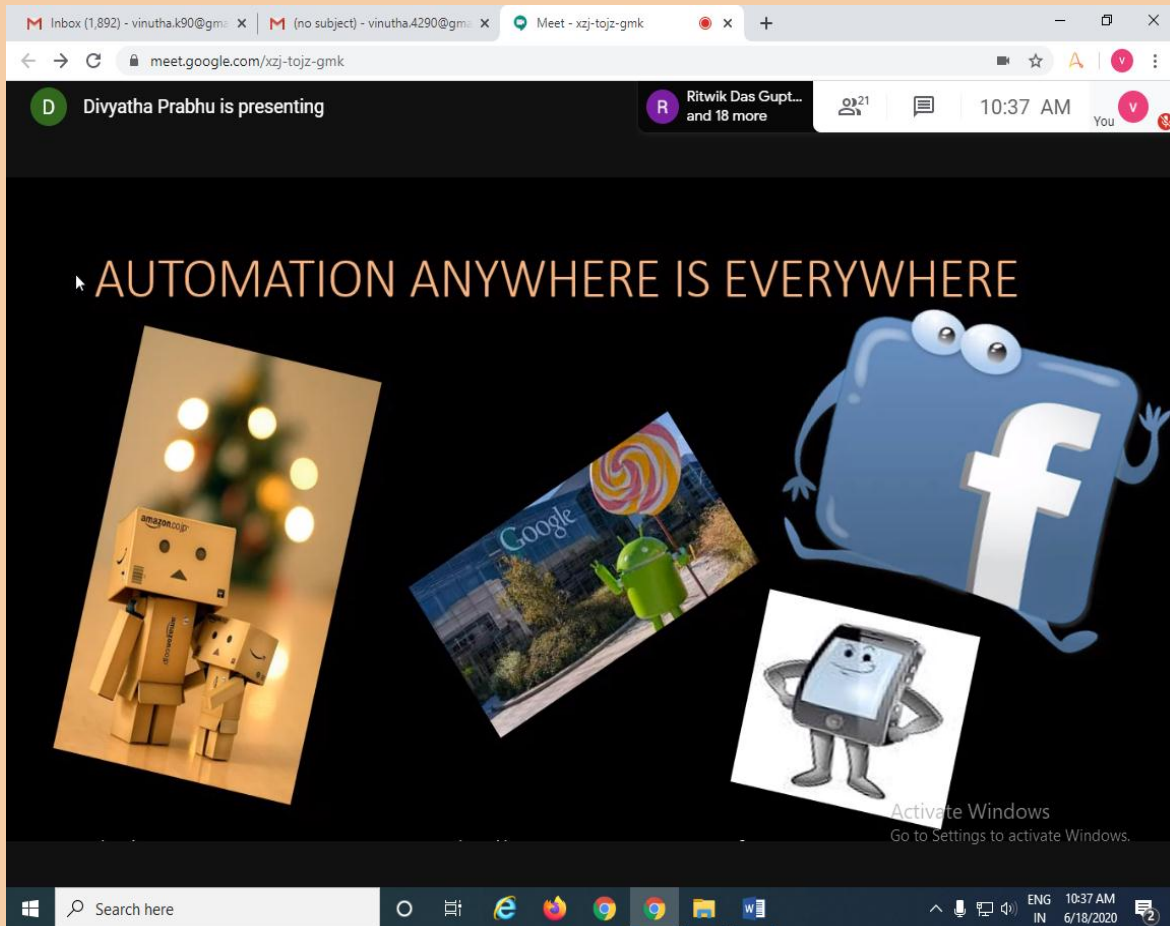 Inbox (1,892) - vinutha.k90@gma
(no subject) - vinutha.4290@gma
Meet - xzj-tojz-gmk
meet.google.com/xzj-tojz-gmk
V
D
Divyatha Prabhu is presenting
R
Ritwik Das Gupt...
and 18 more
21
10:37 AM
You
V
AUTOMATION ANYWHERE IS EVERYWHERE
amazon.co.jp
Google
f
Activate Windows
Go to Settings to activate Windows.
Search here
ENG
IN
10:37 AM
6/18/2020
2